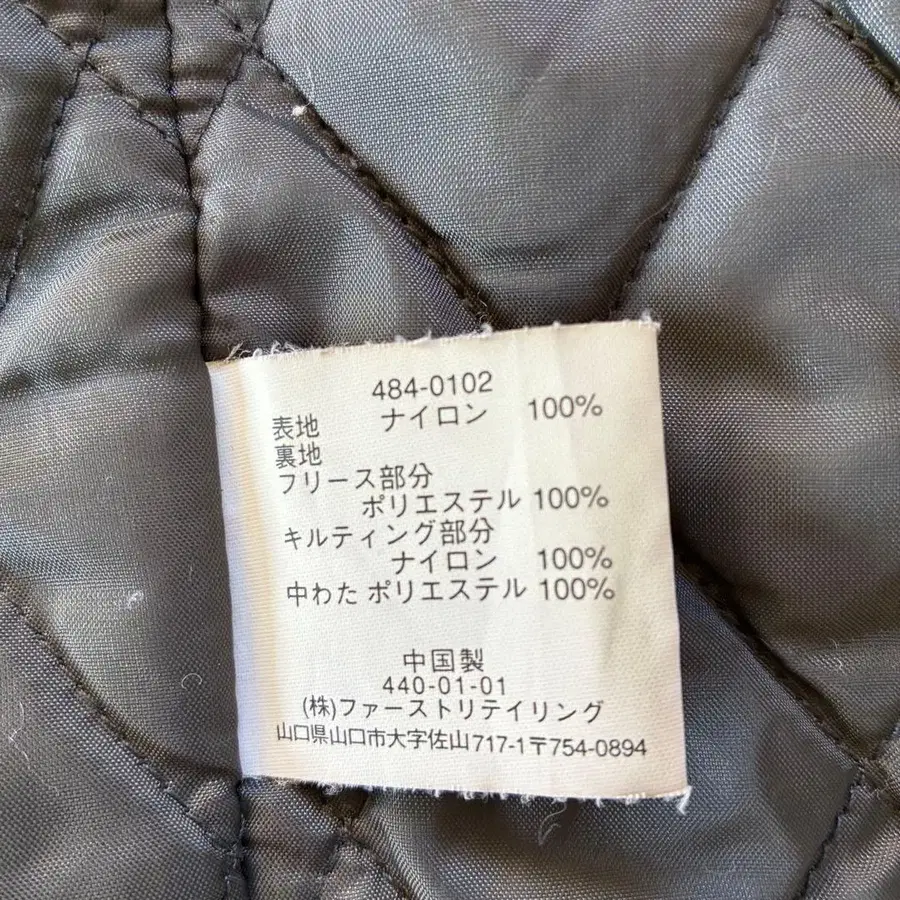 484-0102
表地 ナイロン 100%
裏地
フリース部分
ポリエステル 100%
キルティング部分
ナイロン 100%
中わた ポリエステル 100%
中国製
440-01-01
(株)ファーストリテイリング
山口県山口市大字佐山717-1〒754-0894